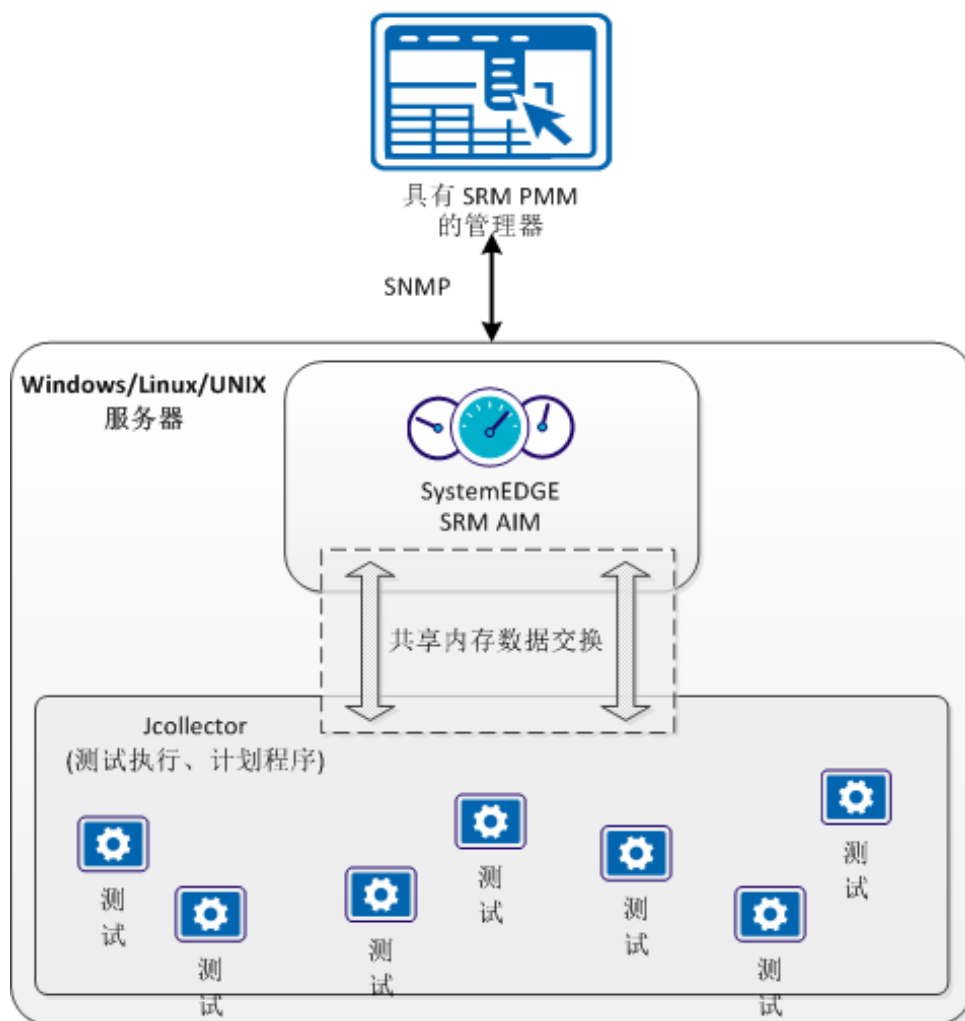 具有 SRM PMM
的管理器
SNMP
Windows/Linux/UNIX
服务器
SystemEDGE
SRM AIM
共享内存数据交换
Jcollector
(测试执行、计划程序)
测
试
测
试
测
试
测
试
测
试
测
试
测
试